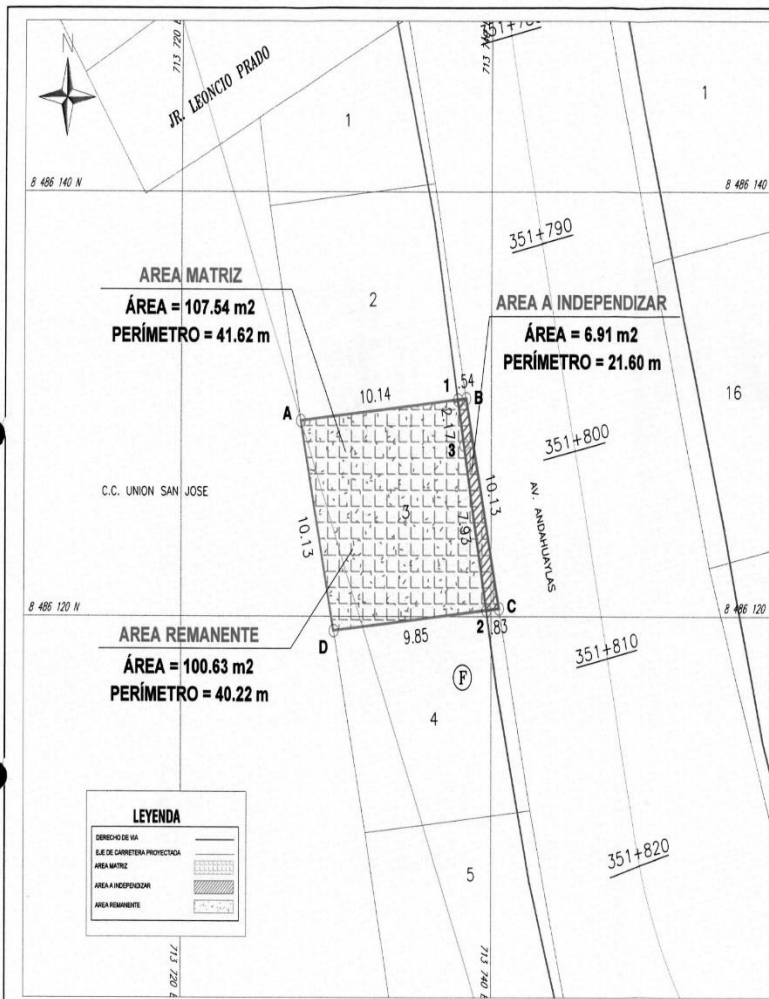 N
713 720 E
JR. LEONCIO PRADO
713 740
1
1
8 486 140 N
8 486 140
351+790
AREA MATRIZ
ÁREA = 107.54 m2
PERÍMETRO = 41.62 m
2
AREA A INDEPENDIZAR
ÁREA = 6.91 m2
PERÍMETRO = 21.60 m
1
.54
B
10.14
A
2.17
3
16
351+800
C.C. UNION SAN JOSE
10.13
3
7.93
10.13
AV. ANDAHUAYLAS
8 486 120 N
C
8 486 120
2
.83
D
9.85
AREA REMANENTE
ÁREA = 100.63 m2
PERÍMETRO = 40.22 m
351+810
F
4
LEYENDA
DERECHO DE VIA
EJE DE CARRETERA PROYECTADA
AREA MATRIZ
AREA A INDEPENDIZAR
AREA REMANENTE
351+820
5
713 720 E
713 740 E